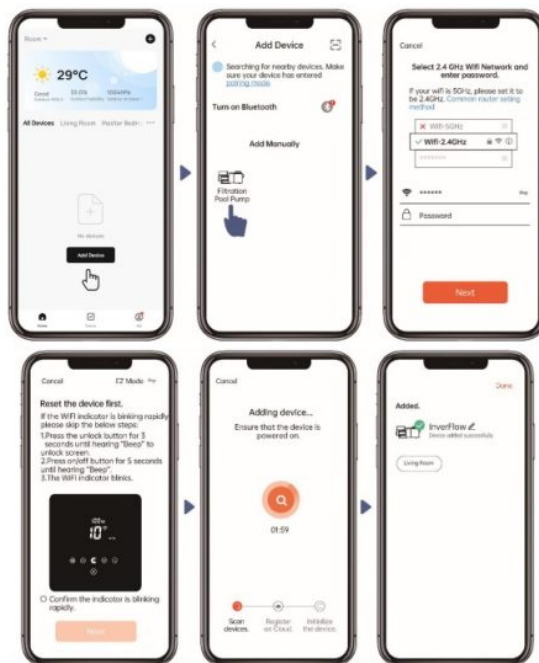 Room
29°C
Good
All Devices Living Room
No devices
Add Device
Home
Add Device
Searching for nearby devices. Make
sure your device has entered
pairing mode.
Turn on Bluetooth
Add Manually
Filtration
Pool Pump
Cancel
Select 2.4 GHz Wifi Network and
enter password.
If your wifi is 5GHz, please set it to
be 2.4GHz. Common router setting
method
Wifi-5GHz
Wifi-2.4GHz
*******
******
Password
Next
Cancel EZ Mode
Reset the device first.
If the WIFI indicator is blinking rapidly
please skip the below steps:
1.Press the unlock button for 3
seconds until hearing "Beep" to
unlock screen.
2.Press on/off button for 5 seconds
until hearing "Beep".
3.The WIFI indicator blinks.
Confirm the indicator is blinking
rapidly.
Next
Cancel
Adding device...
Ensure that the device is
powered on.
01:59
Scan
devices.
Register
on Cloud.
Initialize
the device.
Done
Added.
InverFlow
Device added successfully
Living Room